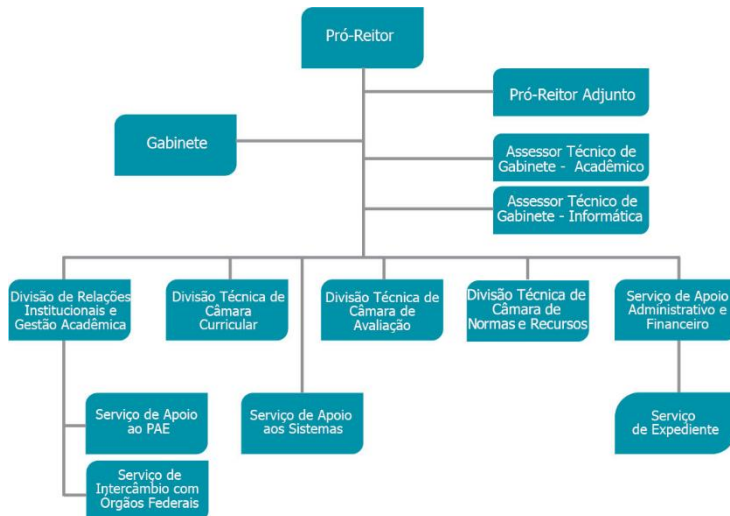 Pró-Reitor
Pró-Reitor Adjunto
Gabinete
Assessor Técnico de
Gabinete - Acadêmico
Assessor Técnico de
Gabinete - Informática
Divisão de Relações
Institucionais e
Gestão Acadêmica
Divisão Técnica de
Câmara
Curricular
Divisão Técnica de
Câmara de
Avaliação
Divisão Técnica de
Câmara de
Normas e Recursos
Serviço de Apoio
Administrativo e
Financeiro
Serviço de Apoio
ao PAE
Serviço de Apoio
aos Sistemas
Serviço
de Expediente
Serviço de
Intercâmbio com
Órgãos Federais